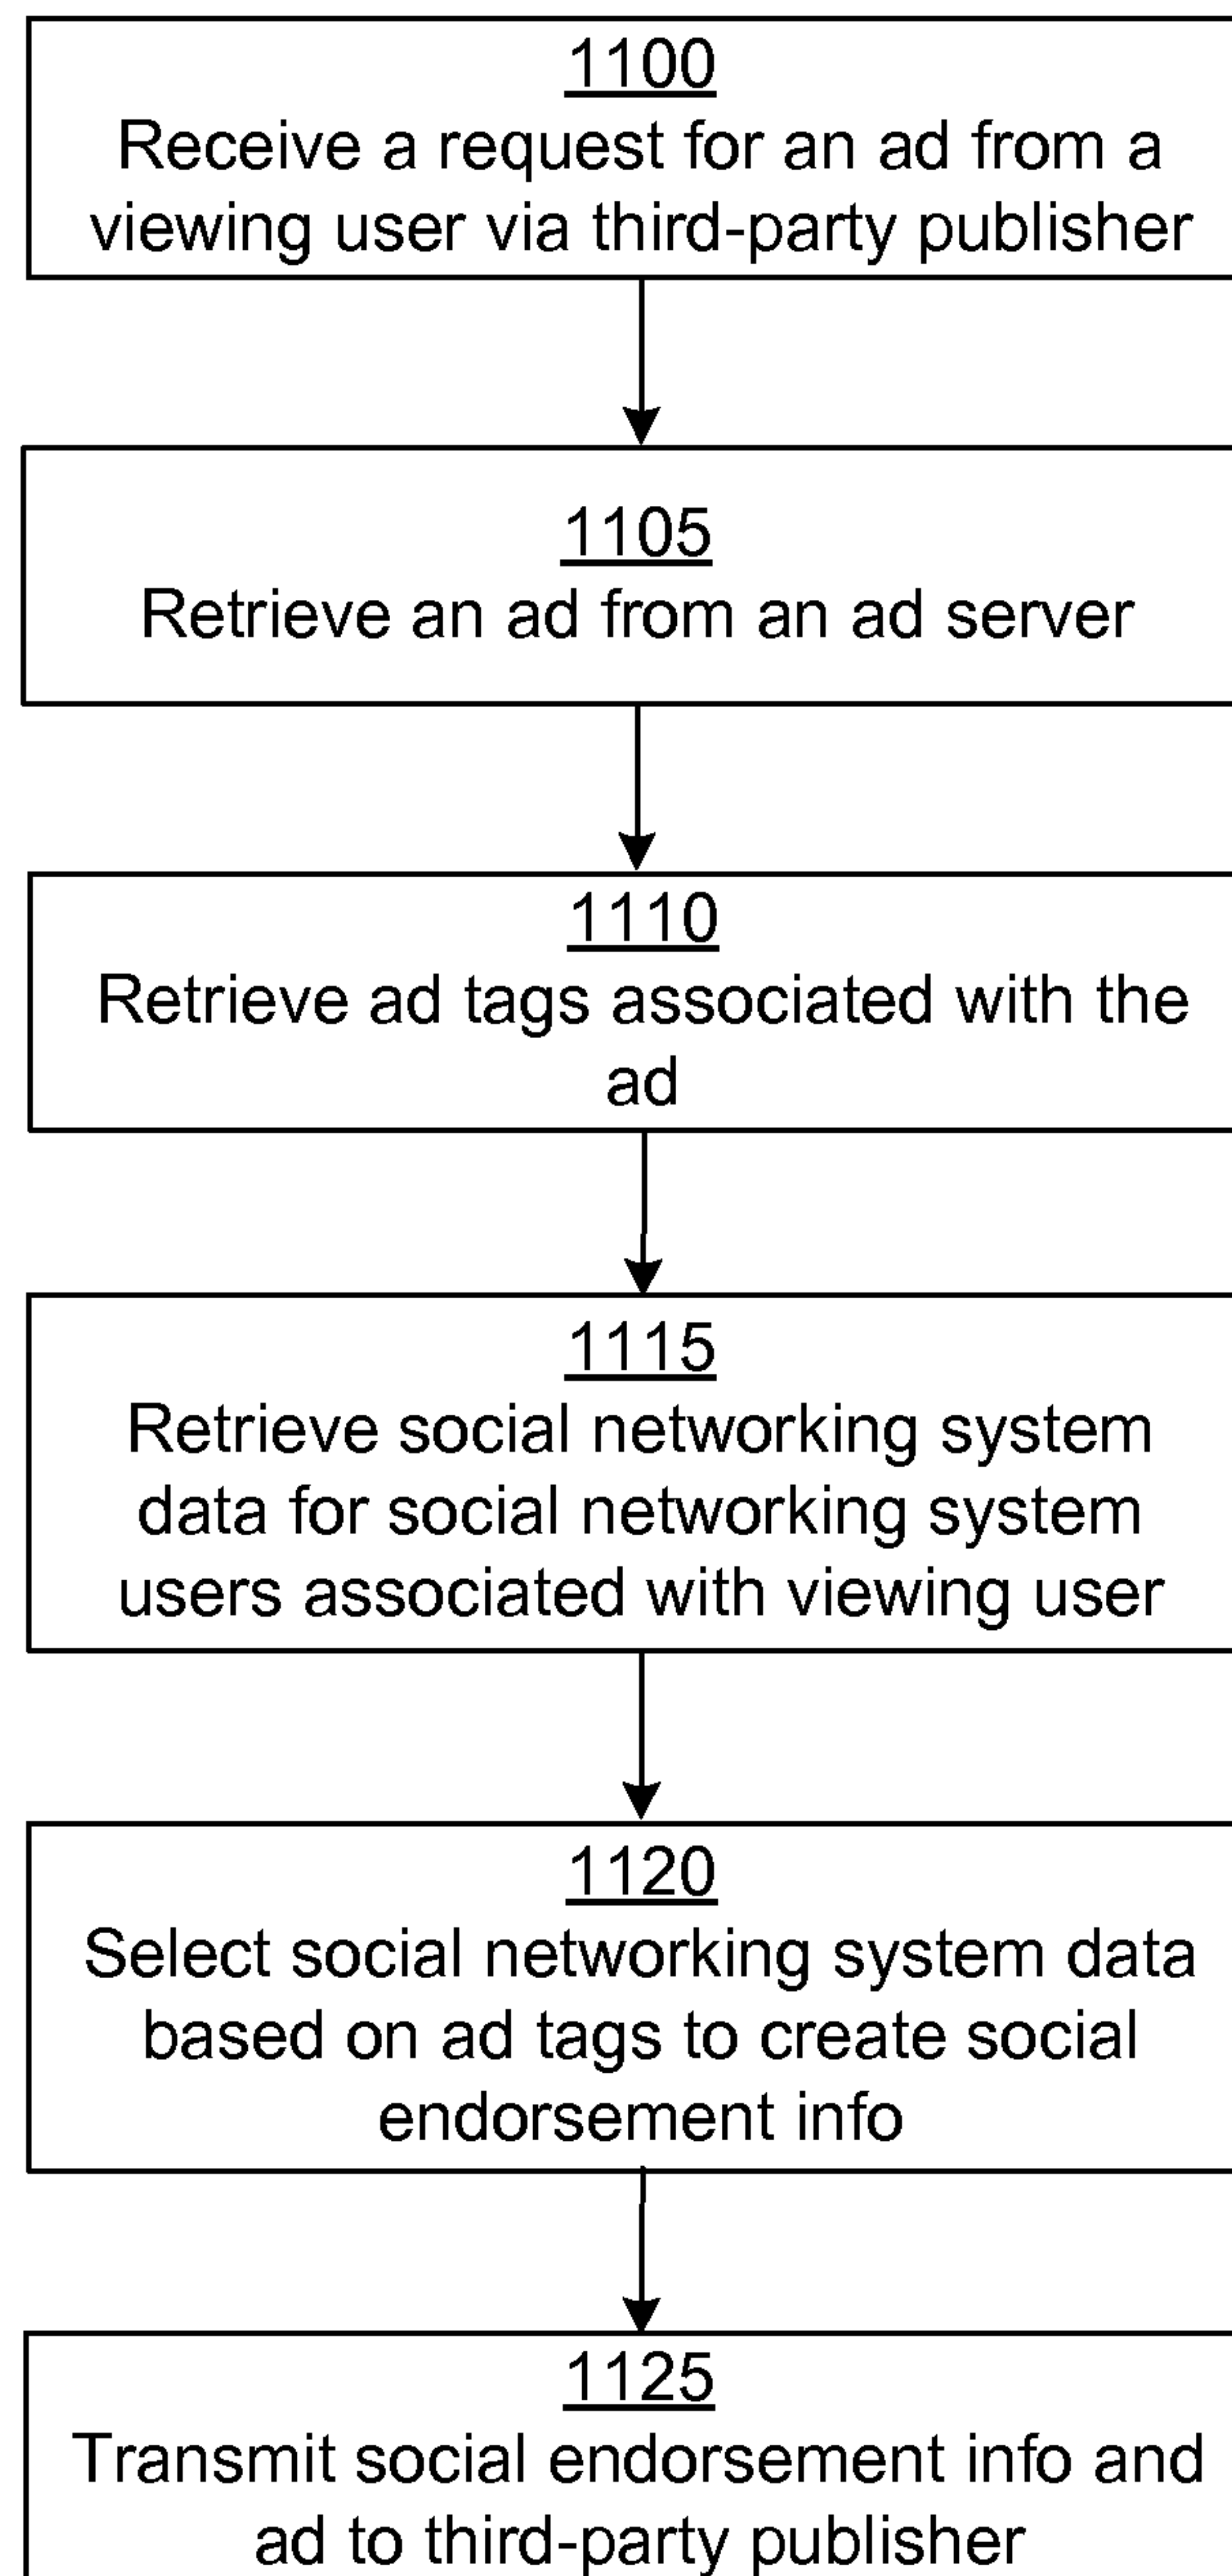 1100
Receive a request for an ad from a
viewing user via third-party publisher
1105
Retrieve an ad from an ad server
1110
Retrieve ad tags associated with the
ad
1115
Retrieve social networking system
data for social networking system
users associated with viewing user
1120
Select social networking system data
based on ad tags to create social
endorsement info
1125
Transmit social endorsement info and
ad to third-party publisher